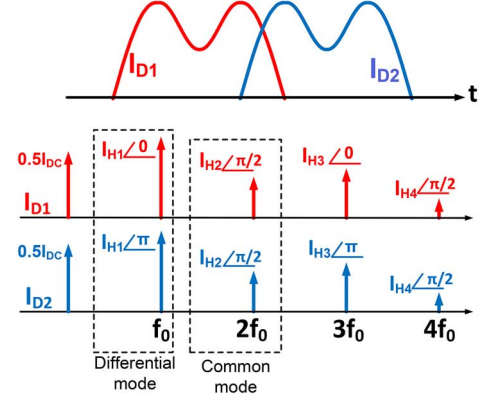 I_D1 I_D2 t
0.5I_DC I_H1∠0 I_H2∠π/2 I_H3∠0 I_H4∠π/2
I_D1
0.5I_DC I_H1∠π I_H2∠π/2 I_H3∠π I_H4∠π/2
I_D2
f₀ 2f₀ 3f₀ 4f₀
Differential
mode
Common
mode